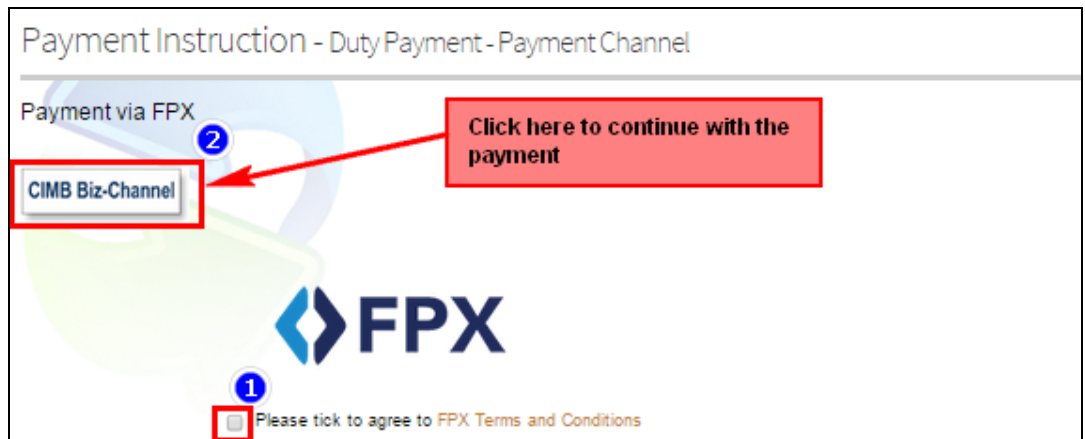 Payment Instruction - Duty Payment - Payment Channel
Payment via FPX
2
Click here to continue with the
payment
CIMB Biz-Channel
FPX
1
Please tick to agree to FPX Terms and Conditions